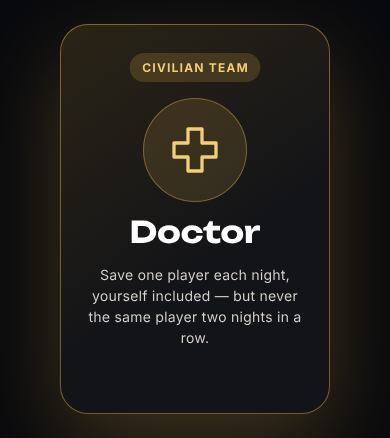 CIVILIAN TEAM
Doctor
Save one player each night,
yourself included — but never
the same player two nights in a
row.